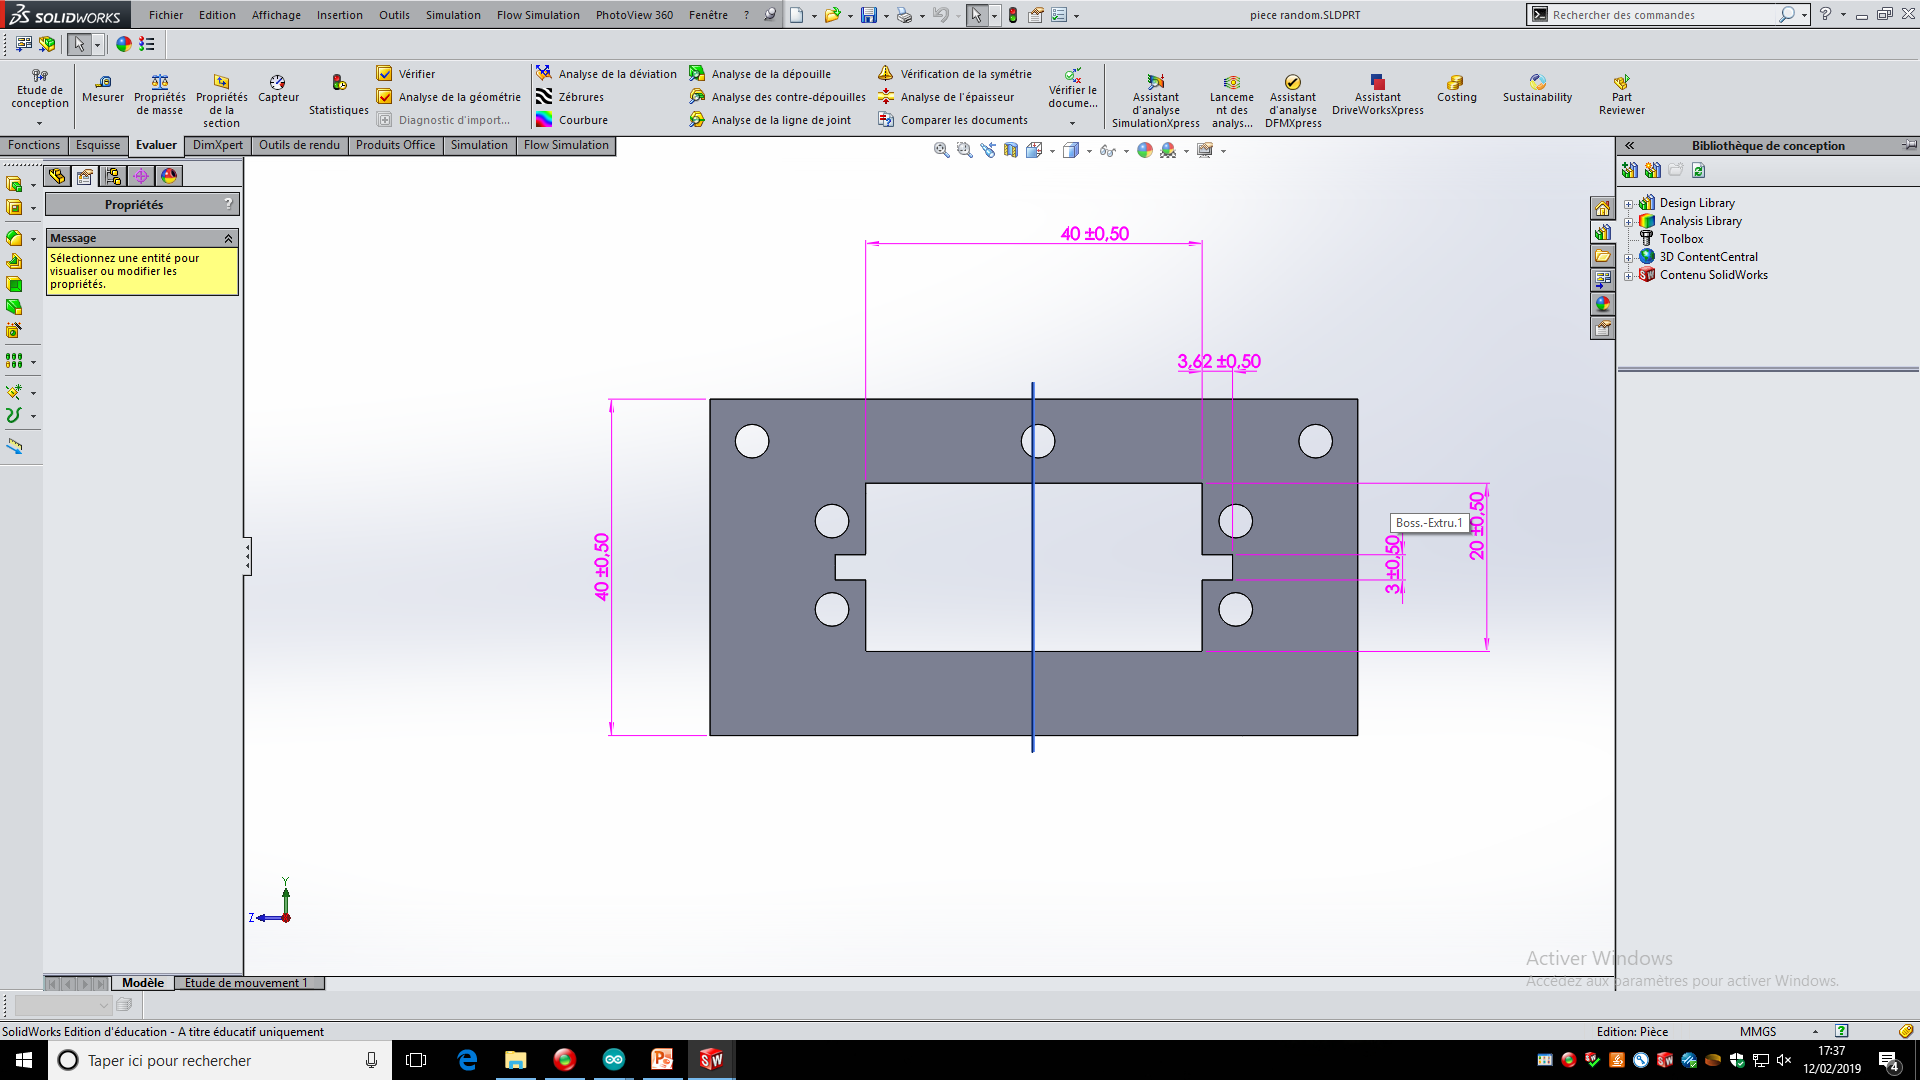 SOLIDWORKS Fichier Edition Affichage Insertion Outils Simulation Flow Simulation PhotoView 360 Fenêtre ? piece random.SLDPRT Rechercher des commandes ?
Etude de
conception
Mesurer
Propriétés
de masse
Propriétés
de la
section
Capteur
Statistiques
Vérifier
Analyse de la géométrie
Diagnostic d'import...
Analyse de la déviation
Zébrures
Courbure
Analyse de la dépouille
Analyse des contre-dépouilles
Analyse de la ligne de joint
Vérification de la symétrie
Analyse de l'épaisseur
Comparer les documents
Vérifier le
docume...
Assistant
d'analyse
SimulationXpress
Lanceme
nt des
analys...
Assistant
d'analyse
DFMXpress
Assistant
DriveWorksXpress
Costing
Sustainability
Part
Reviewer
Fonctions Esquisse Evaluer DimXpert Outils de rendu Produits Office Simulation Flow Simulation
Bibliothèque de conception
Propriétés ?
Message
Sélectionnez une entité pour
visualiser ou modifier les
propriétés.
Design Library
Analysis Library
Toolbox
3D ContentCentral
Contenu SolidWorks
40 ±0,50
3,62 ±0,50
40 ±0,50
Boss.-Extru.1
20 ±0,50
3 ±0,50
Y
Z
Activer Windows
Accédez aux paramètres pour activer Windows.
Modèle Etude de mouvement 1
SolidWorks Edition d'éducation - A titre éducatif uniquement Edition: Pièce MMGS ?
Taper ici pour rechercher
17:37
12/02/2019
4